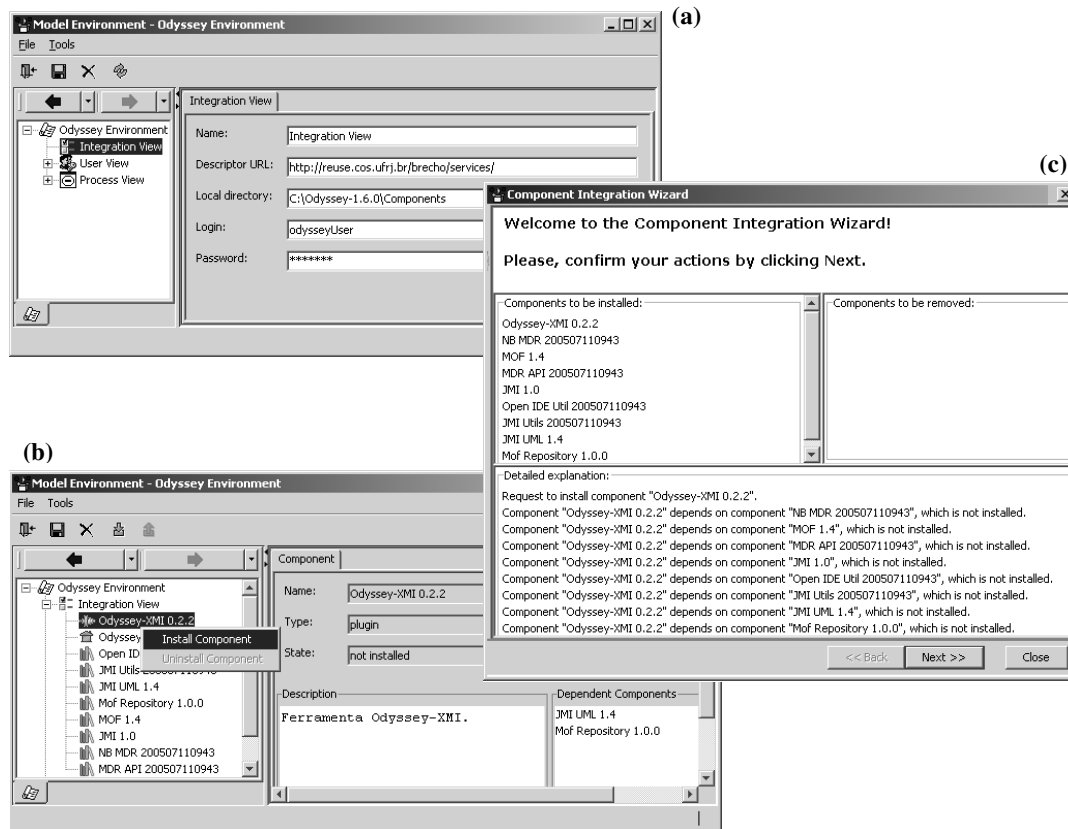 (a)
Model Environment - Odyssey Environment
File Tools
Integration View
Odyssey Environment
Integration View
User View
Process View
Name: Integration View
Descriptor URL: http://reuse.cos.ufrj.br/brecho/services/
Local directory: C:\Odyssey-1.6.0\Components
Login: odysseyUser
Password: *******
(c)
Component Integration Wizard
Welcome to the Component Integration Wizard!
Please, confirm your actions by clicking Next.
Components to be installed:
Odyssey-XMI 0.2.2
NB MDR 200507110943
MOF 1.4
MDR API 200507110943
JMI 1.0
Open IDE Util 200507110943
JMI Utils 200507110943
JMI UML 1.4
Mof Repository 1.0.0
Components to be removed:
Detailed explanation:
Request to install component "Odyssey-XMI 0.2.2".
Component "Odyssey-XMI 0.2.2" depends on component "NB MDR 200507110943", which is not installed.
Component "Odyssey-XMI 0.2.2" depends on component "MOF 1.4", which is not installed.
Component "Odyssey-XMI 0.2.2" depends on component "MDR API 200507110943", which is not installed.
Component "Odyssey-XMI 0.2.2" depends on component "JMI 1.0", which is not installed.
Component "Odyssey-XMI 0.2.2" depends on component "Open IDE Util 200507110943", which is not installed.
Component "Odyssey-XMI 0.2.2" depends on component "JMI Utils 200507110943", which is not installed.
Component "Odyssey-XMI 0.2.2" depends on component "JMI UML 1.4", which is not installed.
Component "Odyssey-XMI 0.2.2" depends on component "Mof Repository 1.0.0", which is not installed.
<< Back Next >> Close
(b)
Model Environment - Odyssey Environment
File Tools
Component
Odyssey Environment
Integration View
Odyssey-XMI 0.2.2
Odyssey
Open ID
JMI Utils 200507110943
JMI UML 1.4
Mof Repository 1.0.0
MOF 1.4
JMI 1.0
NB MDR 200507110943
MDR API 200507110943
Install Component
Uninstall Component
Name: Odyssey-XMI 0.2.2
Type: plugin
State: not installed
Description
Ferramenta Odyssey-XMI.
Dependent Components
JMI UML 1.4
Mof Repository 1.0.0